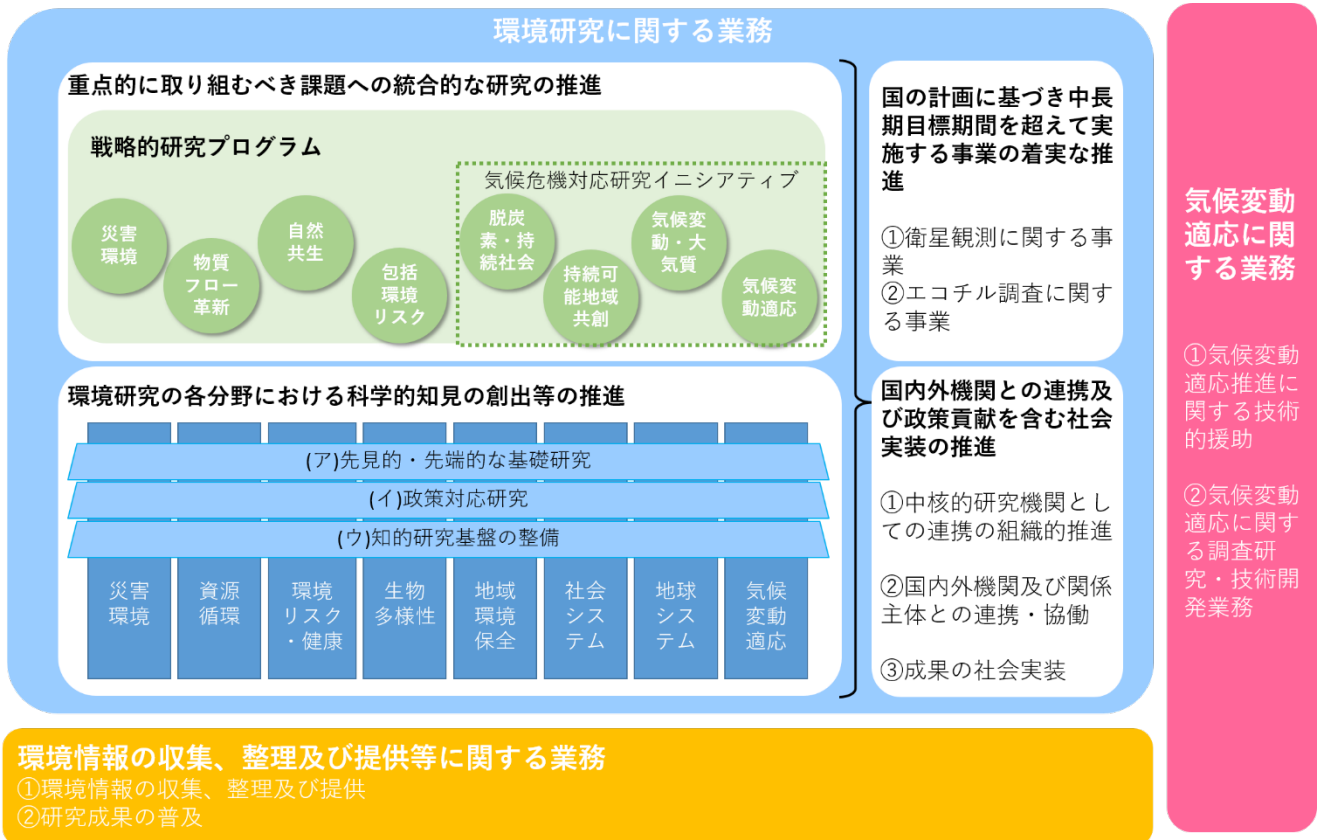 環境研究に関する業務
重点的に取り組むべき課題への統合的な研究の推進
戦略的研究プログラム
気候危機対応研究イニシアティブ
災害
環境
物質
フロー
革新
自然
共生
包括
環境
リスク
脱炭
素・持
続社会
持続可
能地域
共創
気候変
動・大
気質
気候変
動適応
環境研究の各分野における科学的知見の創出等の推進
(ア)先見的・先端的な基礎研究
(イ)政策対応研究
(ウ)知的研究基盤の整備
災害
環境
資源
循環
環境
リスク
・健康
生物
多様性
地域
環境
保全
社会
シス
テム
地球
シス
テム
気候
変動
適応
国の計画に基づき中長
期目標期間を超えて実
施する事業の着実な推
進
①衛星観測に関する事
業
②エコチル調査に関す
る事業
国内外機関との連携及
び政策貢献を含む社会
実装の推進
①中核的研究機関とし
ての連携の組織的推進
②国内外機関及び関係
主体との連携・協働
③成果の社会実装
気候変動
適応に関
する業務
①気候変動
適応推進に
関する技術
的援助
②気候変動
適応に関す
る調査研
究・技術開
発業務
環境情報の収集、整理及び提供等に関する業務
①環境情報の収集、整理及び提供
②研究成果の普及